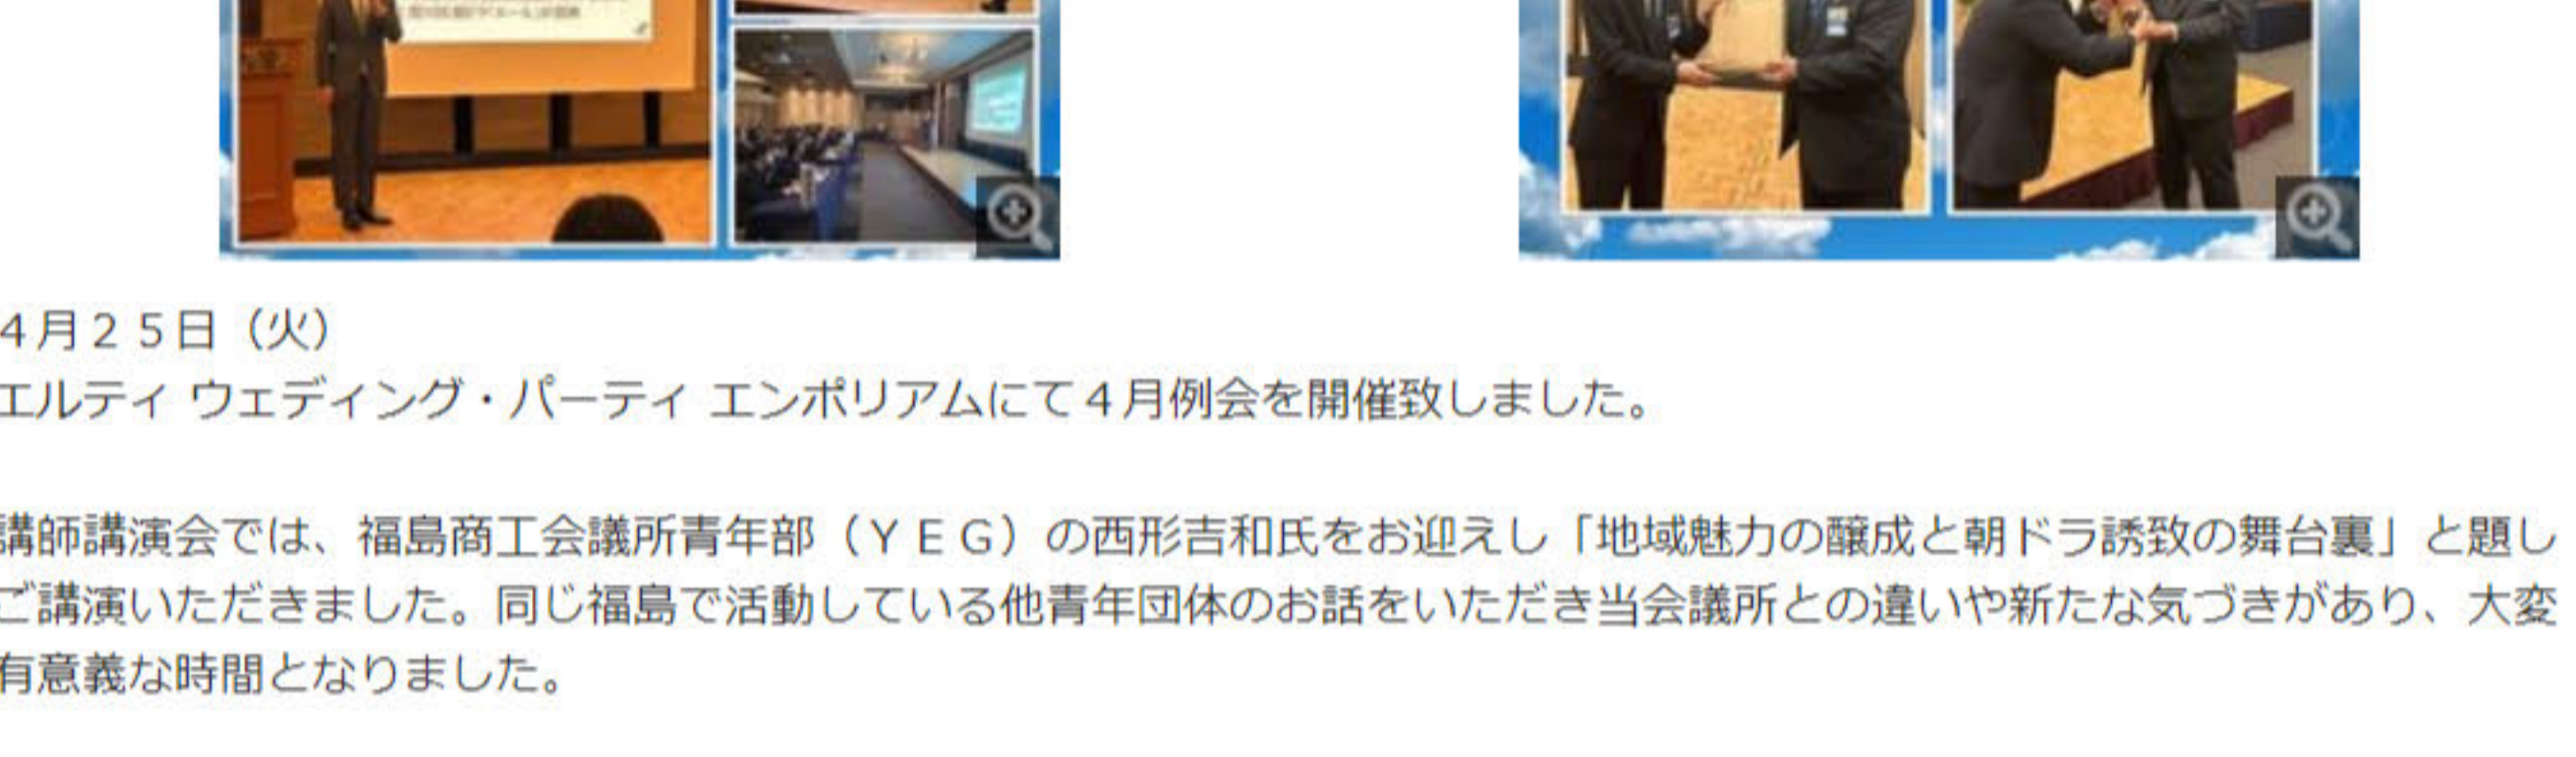 ４月２５日（火）
エルティ ウェディング・パーティ エンポリアムにて４月例会を開催致しました。
講師講演会では、福島商工会議所青年部（ＹＥＧ）の西形吉和氏をお迎えし「地域魅力の醸成と朝ドラ誘致の舞台裏」と題し
ご講演いただきました。同じ福島で活動している他青年団体のお話をいただき当会議所との違いや新たな気づきがあり、大変
有意義な時間となりました。